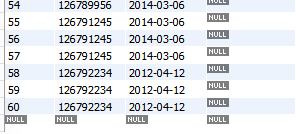 54 126789956 2014-03-06 NULL
55 126791245 2014-03-06 NULL
56 126791245 2014-03-06 NULL
57 126791245 2014-03-06 NULL
58 126792234 2012-04-12 NULL
59 126792234 2012-04-12 NULL
60 126792234 2012-04-12 NULL
NULL NULL NULL NULL